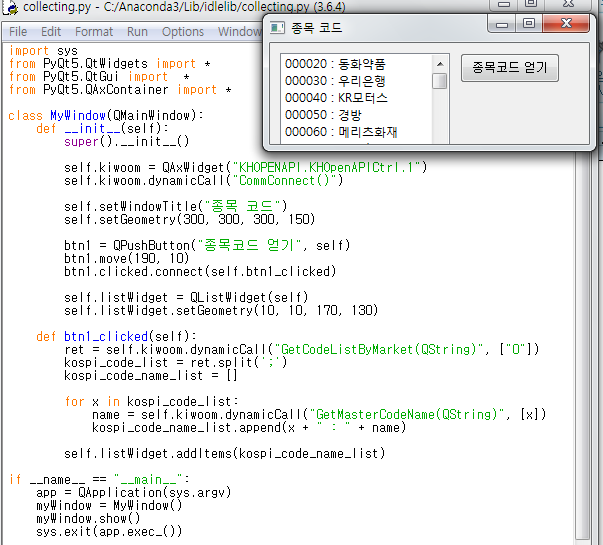 collecting.py - C:/Anaconda3/Lib/idlelib/collecting.py (3.6.4)
File Edit Format Run Options Window
import sys
from PyQt5.QtWidgets import *
from PyQt5.QtGui import *
from PyQt5.QAxContainer import *
class MyWindow(QMainWindow):
    def __init__(self):
        super().__init__()
        self.kiwoom = QAxWidget("KHOPENAPI.KHOpenAPICtrl.1")
        self.kiwoom.dynamicCall("CommConnect()")
        self.setWindowTitle("종목 코드")
        self.setGeometry(300, 300, 300, 150)
        btn1 = QPushButton("종목코드 얻기", self)
        btn1.move(190, 10)
        btn1.clicked.connect(self.btn1_clicked)
        self.listWidget = QListWidget(self)
        self.listWidget.setGeometry(10, 10, 170, 130)
    def btn1_clicked(self):
        ret = self.kiwoom.dynamicCall("GetCodeListByMarket(QString)", ["0"])
        kospi_code_list = ret.split(';')
        kospi_code_name_list = []
        for x in kospi_code_list:
            name = self.kiwoom.dynamicCall("GetMasterCodeName(QString)", [x])
            kospi_code_name_list.append(x + " : " + name)
        self.listWidget.addItems(kospi_code_name_list)
if __name__ == "__main__":
    app = QApplication(sys.argv)
    myWindow = MyWindow()
    myWindow.show()
    sys.exit(app.exec_())
종목 코드
000020 : 동화약품
000030 : 우리은행
000040 : KR모터스
000050 : 경방
000060 : 메리츠화재
종목코드 얻기